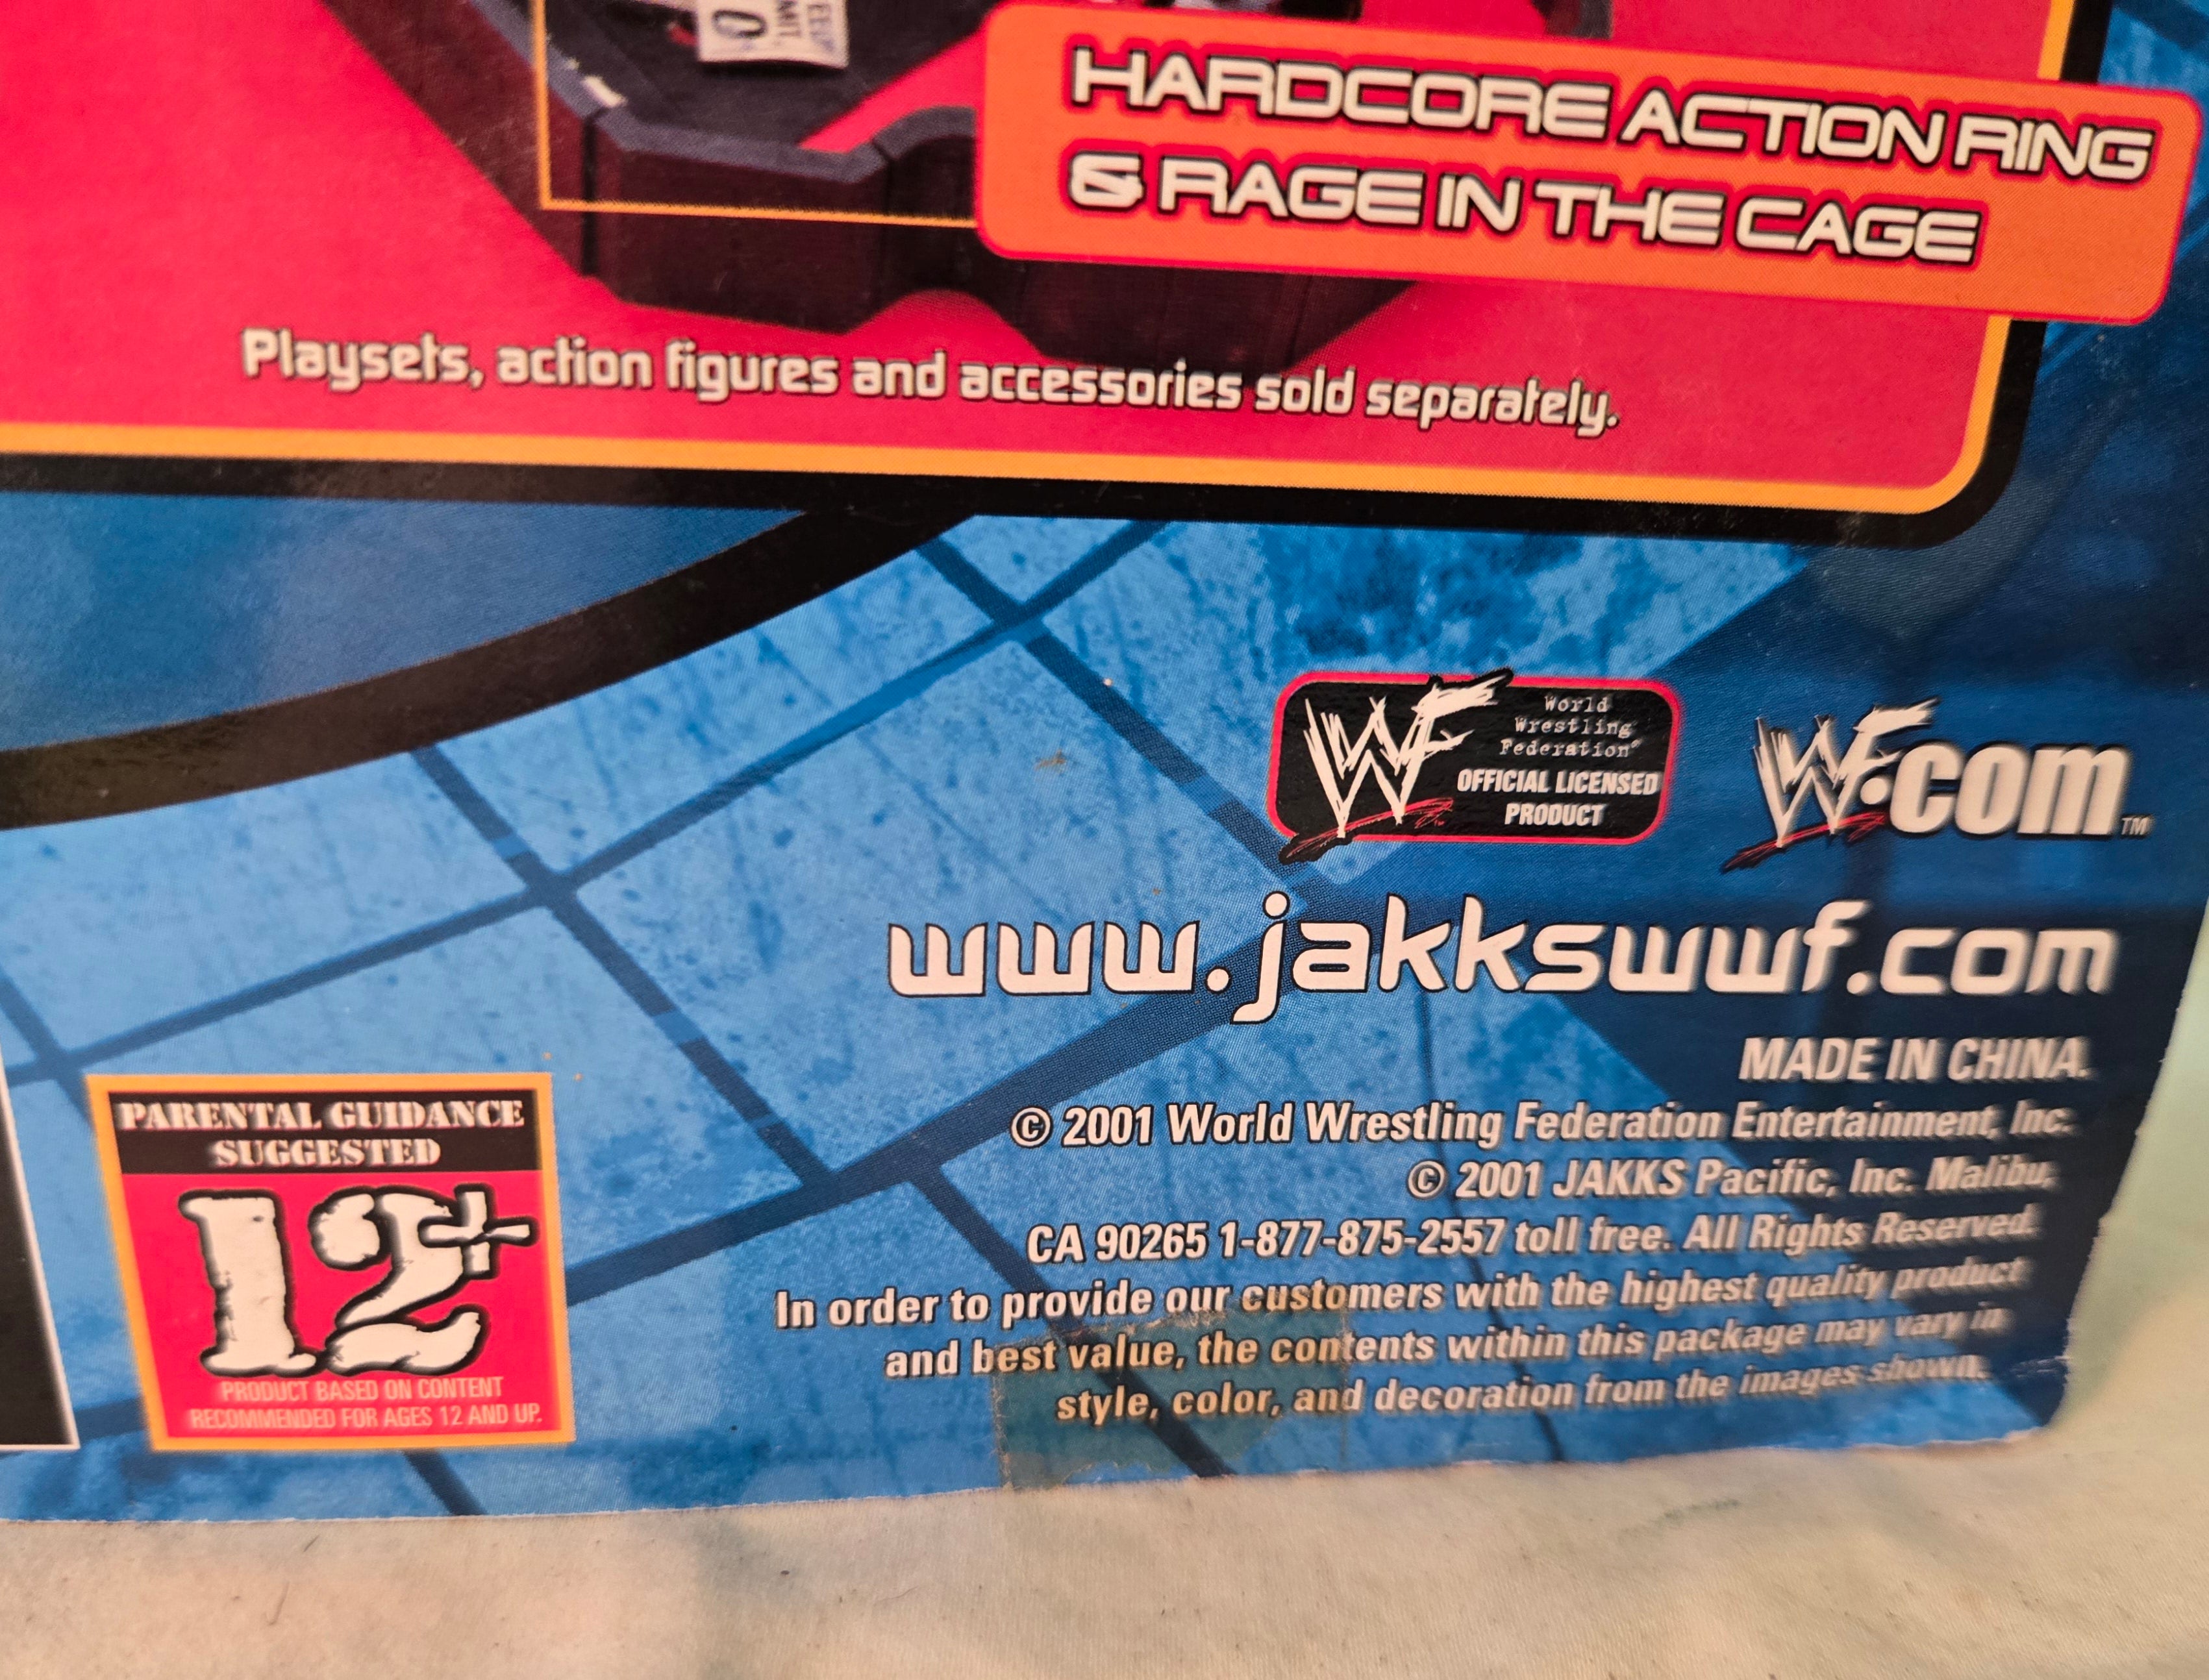 HARDCORE ACTION RING
& RAGE IN THE CAGE
Playsets, action figures and accessories sold separately.
WF
World
Wrestling
Federation®
OFFICIAL LICENSED
PRODUCT
WF.com™
www.jakkswwf.com
MADE IN CHINA.
© 2001 World Wrestling Federation Entertainment, Inc.
© 2001 JAKKS Pacific, Inc. Malibu,
CA 90265 1-877-875-2557 toll free. All Rights Reserved.
In order to provide our customers with the highest quality product
and best value, the contents within this package may vary in
style, color, and decoration from the images shown.
PARENTAL GUIDANCE
SUGGESTED
12+
PRODUCT BASED ON CONTENT
RECOMMENDED FOR AGES 12 AND UP.